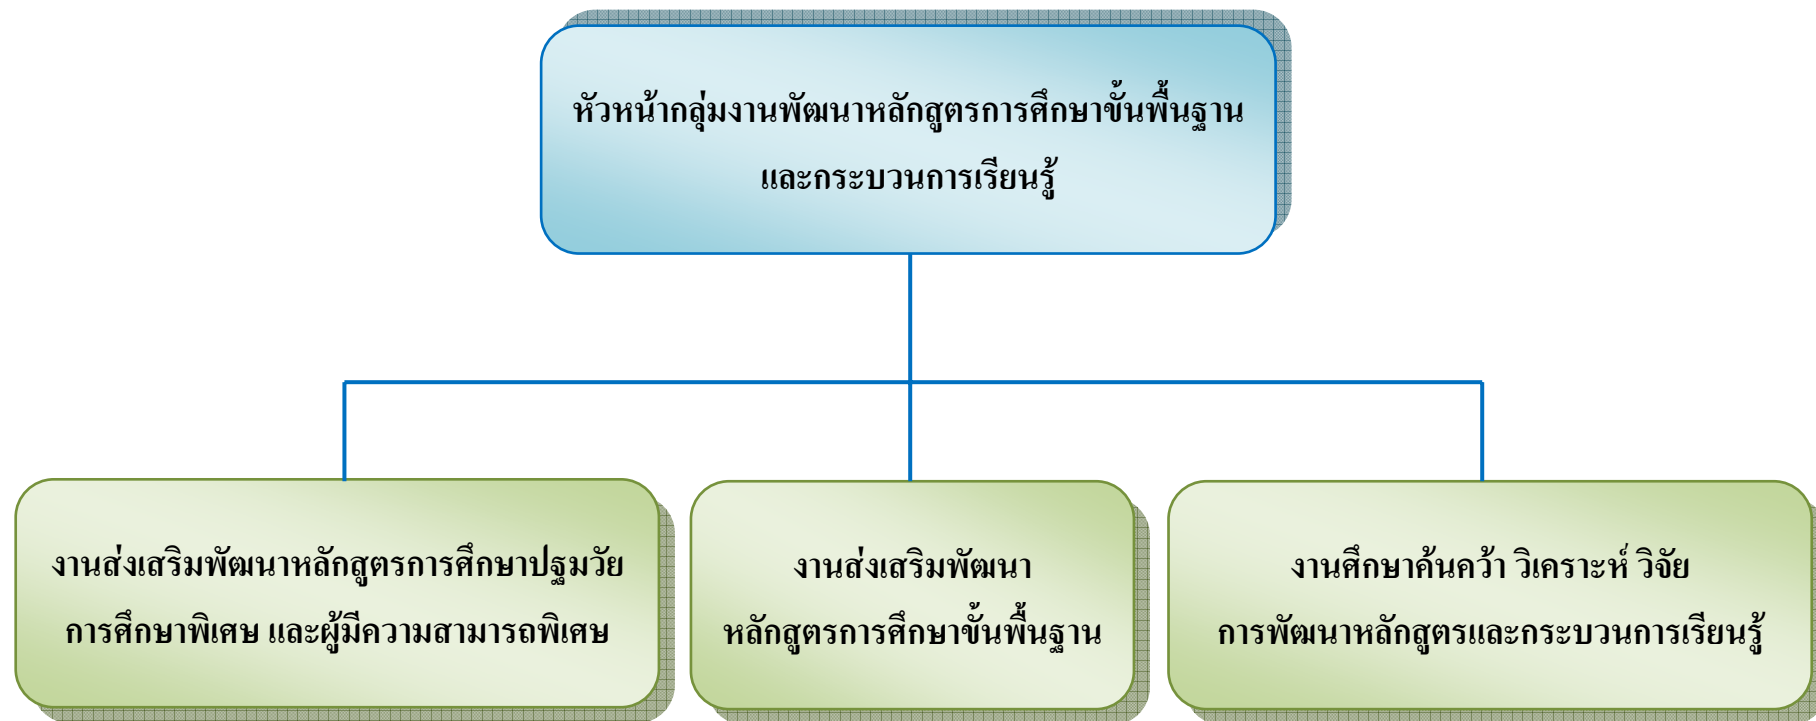 หัวหน้ากลุ่มงานพัฒนาหลักสูตรการศึกษาขั้นพื้นฐาน
และกระบวนการเรียนรู้
งานส่งเสริมพัฒนาหลักสูตรการศึกษาปฐมวัย
การศึกษาพิเศษ และผู้มีความสามารถพิเศษ
งานส่งเสริมพัฒนา
หลักสูตรการศึกษาขั้นพื้นฐาน
งานศึกษาค้นคว้า วิเคราะห์ วิจัย
การพัฒนาหลักสูตรและกระบวนการเรียนรู้